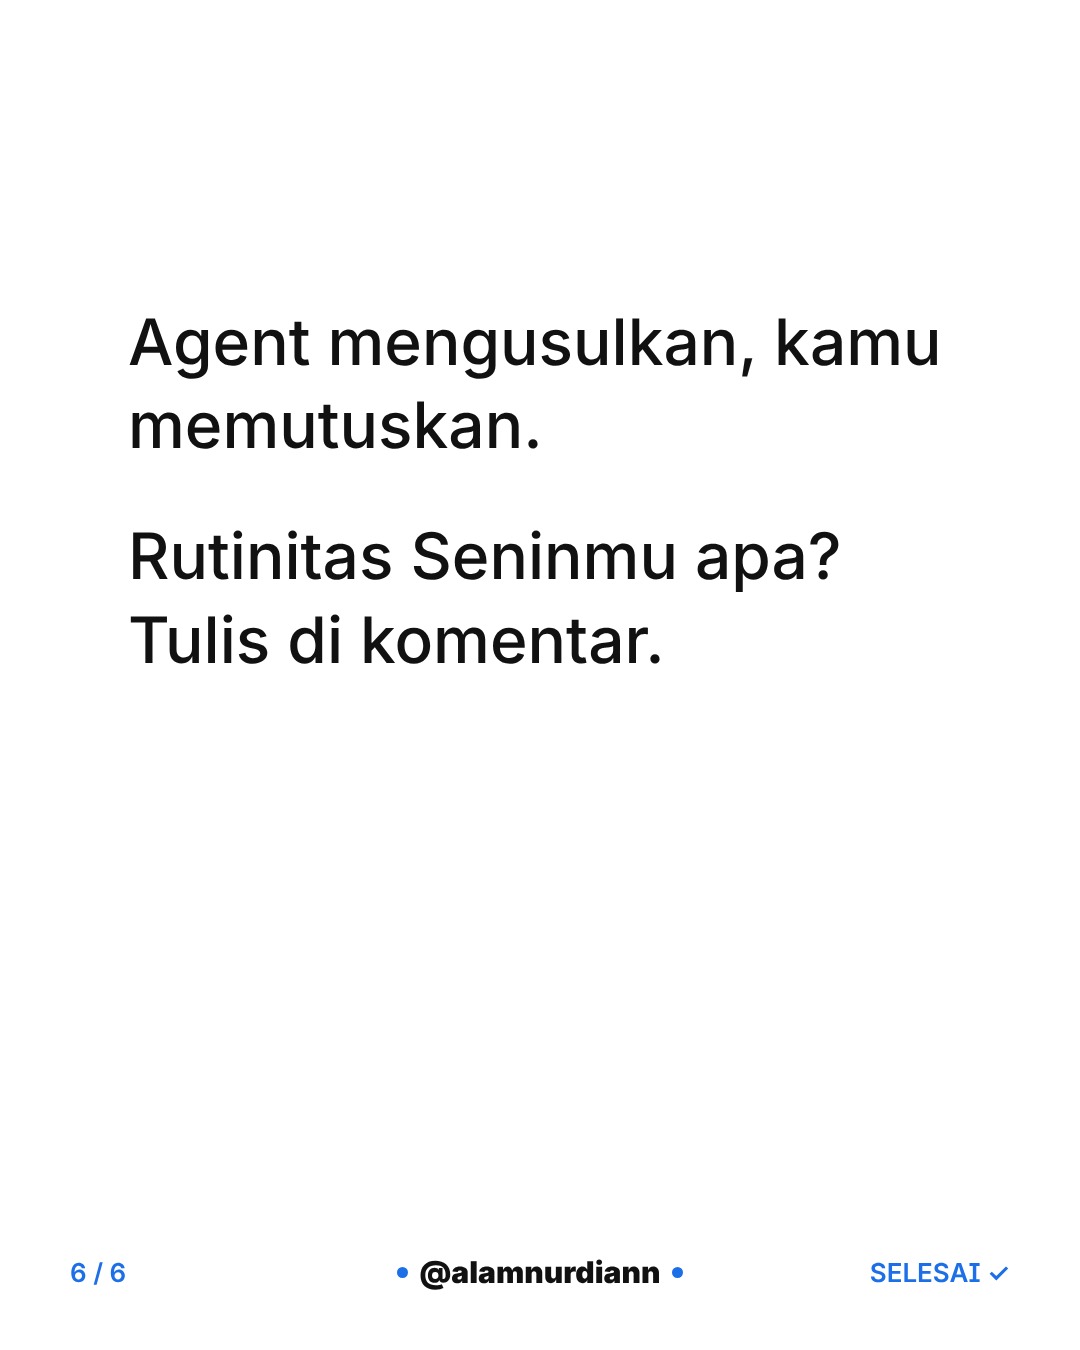 Agent mengusulkan, kamu
memutuskan.
Rutinitas Seninmu apa?
Tulis di komentar.
6 / 6
• @alamnurdiann •
SELESAI ✓